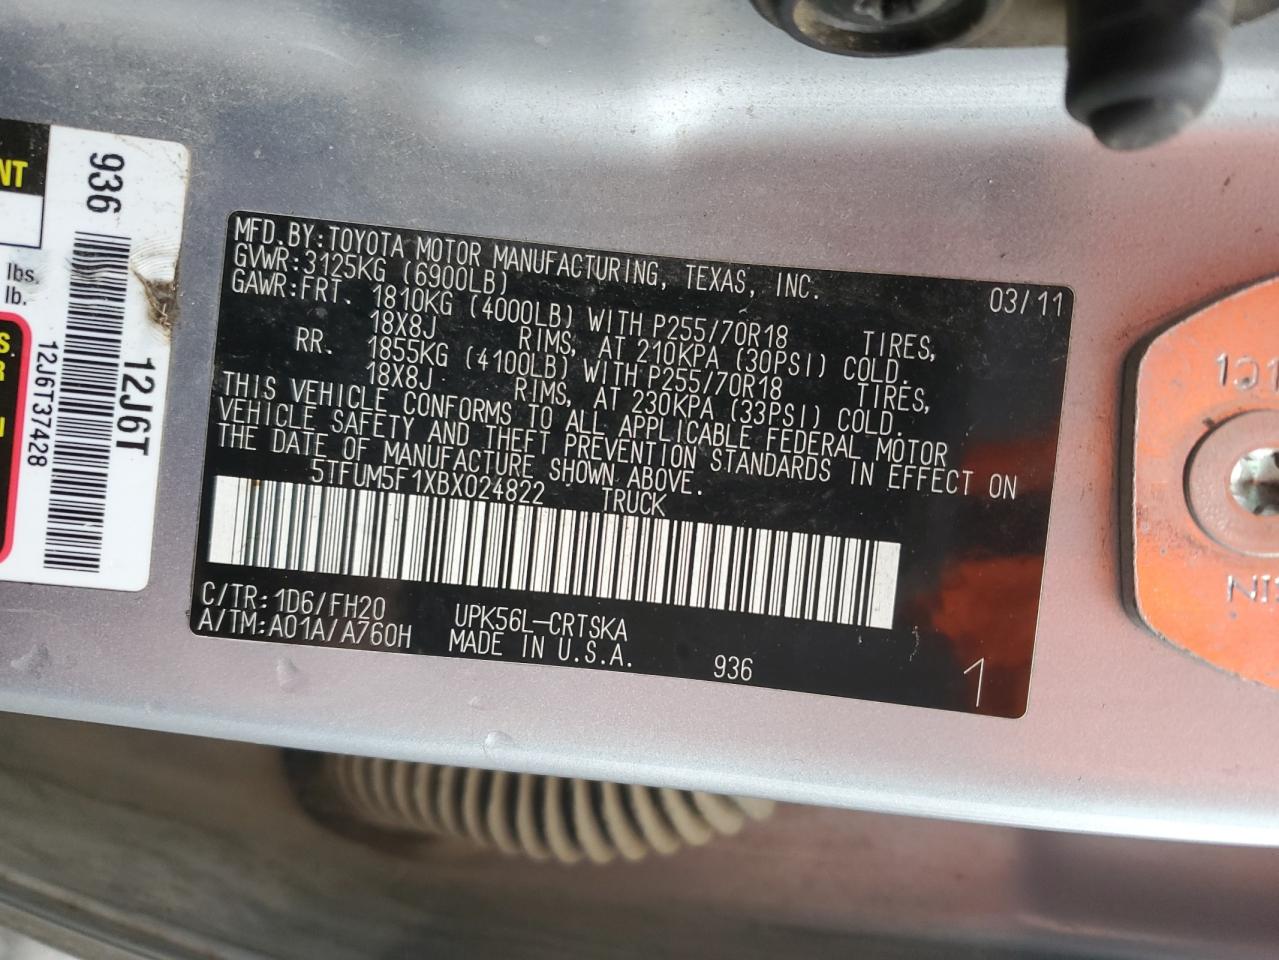 MFD.BY:TOYOTA MOTOR MANUFACTURING, TEXAS, INC. 03/11
GVWR:3125KG (6900LB)
GAWR:FRT. 1810KG (4000LB) WITH P255/70R18 TIRES,
18X8J RIMS, AT 210KPA (30PSI) COLD.
RR. 1855KG (4100LB) WITH P255/70R18 TIRES,
18X8J RIMS, AT 230KPA (33PSI) COLD.
THIS VEHICLE CONFORMS TO ALL APPLICABLE FEDERAL MOTOR
VEHICLE SAFETY AND THEFT PREVENTION STANDARDS IN EFFECT ON
THE DATE OF MANUFACTURE SHOWN ABOVE.
5TFUM5F1XBX024822 TRUCK
C/TR:1D6/FH20 UPK56L-CRTSKA
A/TM:A01A/A760H MADE IN U.S.A. 936
1
936
12J6T
12J6T37428
NT
lbs.
lb.
S.
R
101
NI